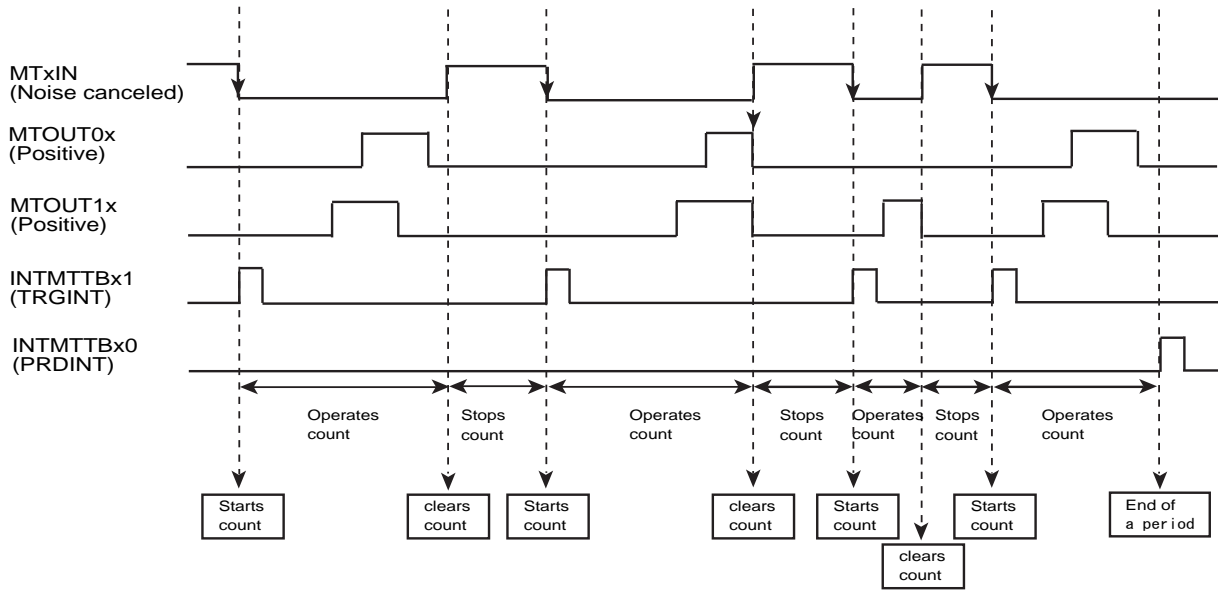 MTxIN
(Noise canceled)
MTOUT0x
(Positive)
MTOUT1x
(Positive)
INTMTTBx1
(TRGINT)
INTMTTBx0
(PRDINT)
Operates
count
Stops
count
Operates
count
Stops
count
Operates
count
Stops
count
Operates
count
Starts
count
clears
count
Starts
count
clears
count
Starts
count
clears
count
Starts
count
End of
a period